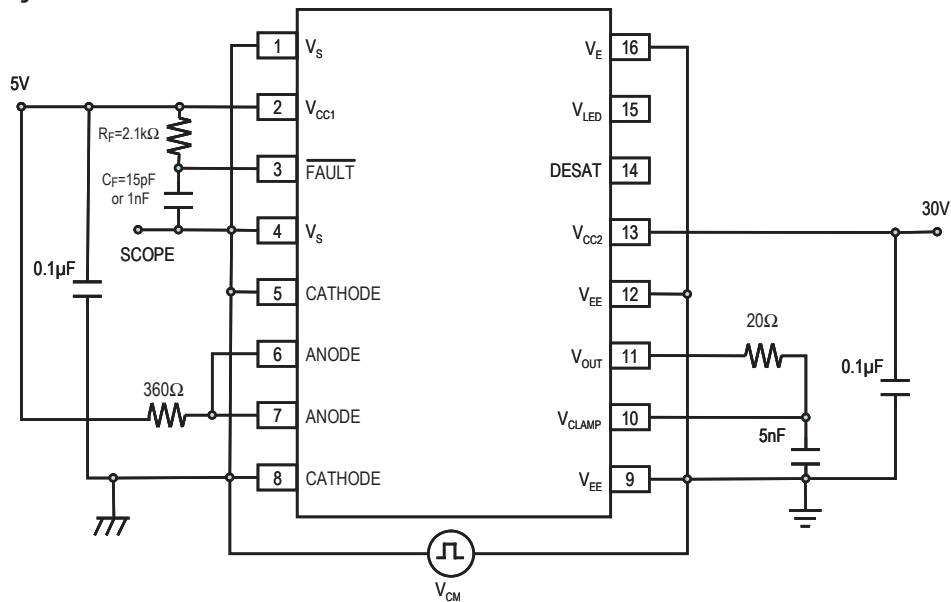 1 V_S
V_E 16
5V
2 V_CC1
V_LED 15
R_F=2.1kΩ
3 FAULT
DESAT 14
C_F=15pF
or 1nF
30V
4 V_S
V_CC2 13
SCOPE
0.1µF
5 CATHODE
V_EE 12
20Ω
6 ANODE
V_OUT 11
0.1µF
360Ω
7 ANODE
V_CLAMP 10
5nF
8 CATHODE
V_EE 9
V_CM